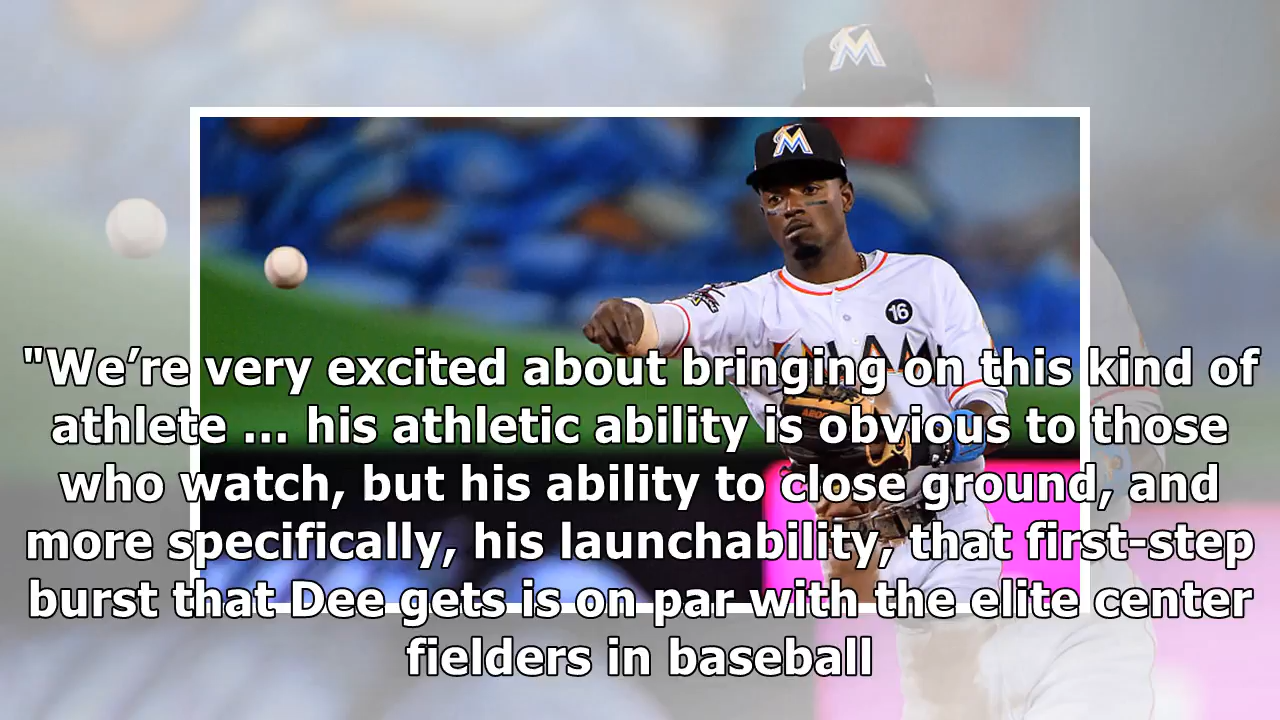 M
M
16
MIAMI
"We’re very excited about bringing on this kind of
athlete ... his athletic ability is obvious to those
who watch, but his ability to close ground, and
more specifically, his launchability, that first-step
burst that Dee gets is on par with the elite center
fielders in baseball